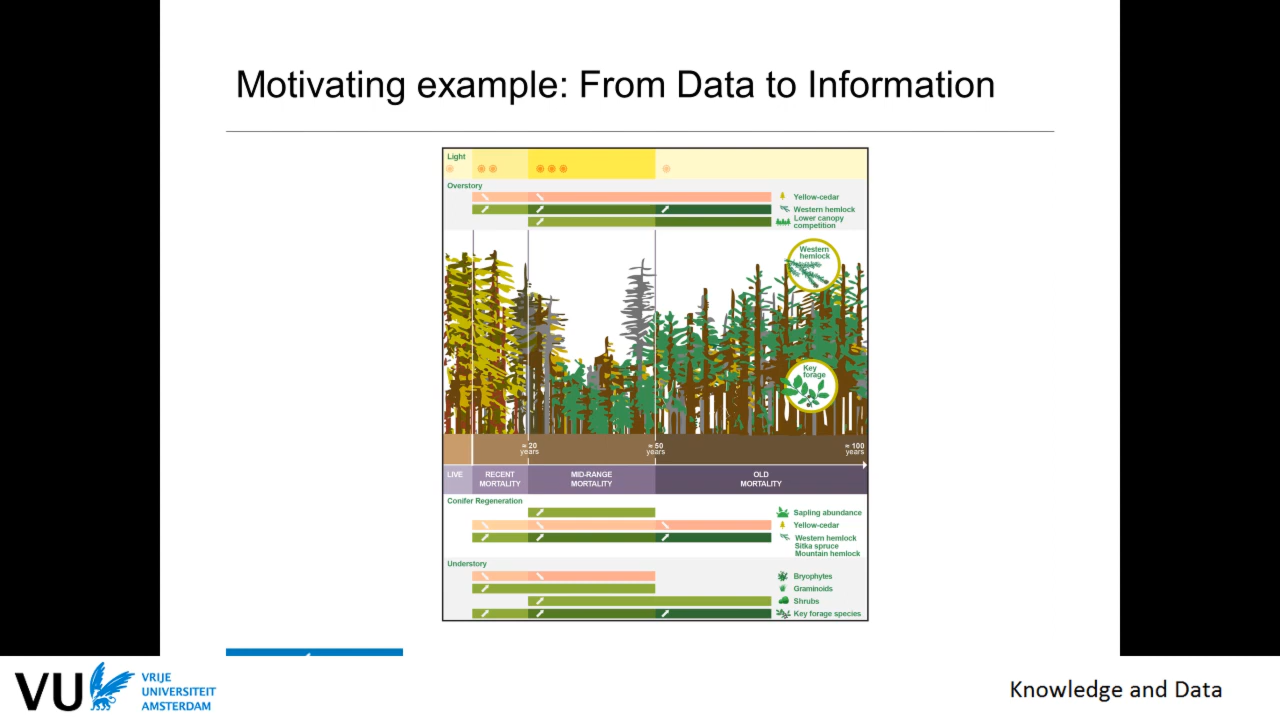 Motivating example: From Data to Information
Light
Overstory
Yellow-cedar
Western hemlock
Lower canopy
competition
Western
hemlock
Key
forage
≈ 20
years
≈ 50
years
≈ 100
years
LIVE
RECENT
MORTALITY
MID-RANGE
MORTALITY
OLD
MORTALITY
Conifer Regeneration
Sapling abundance
Yellow-cedar
Western hemlock
Sitka spruce
Mountain hemlock
Understory
Bryophytes
Graminoids
Shrubs
Key forage species
VU
VRIJE
UNIVERSITEIT
AMSTERDAM
Knowledge and Data